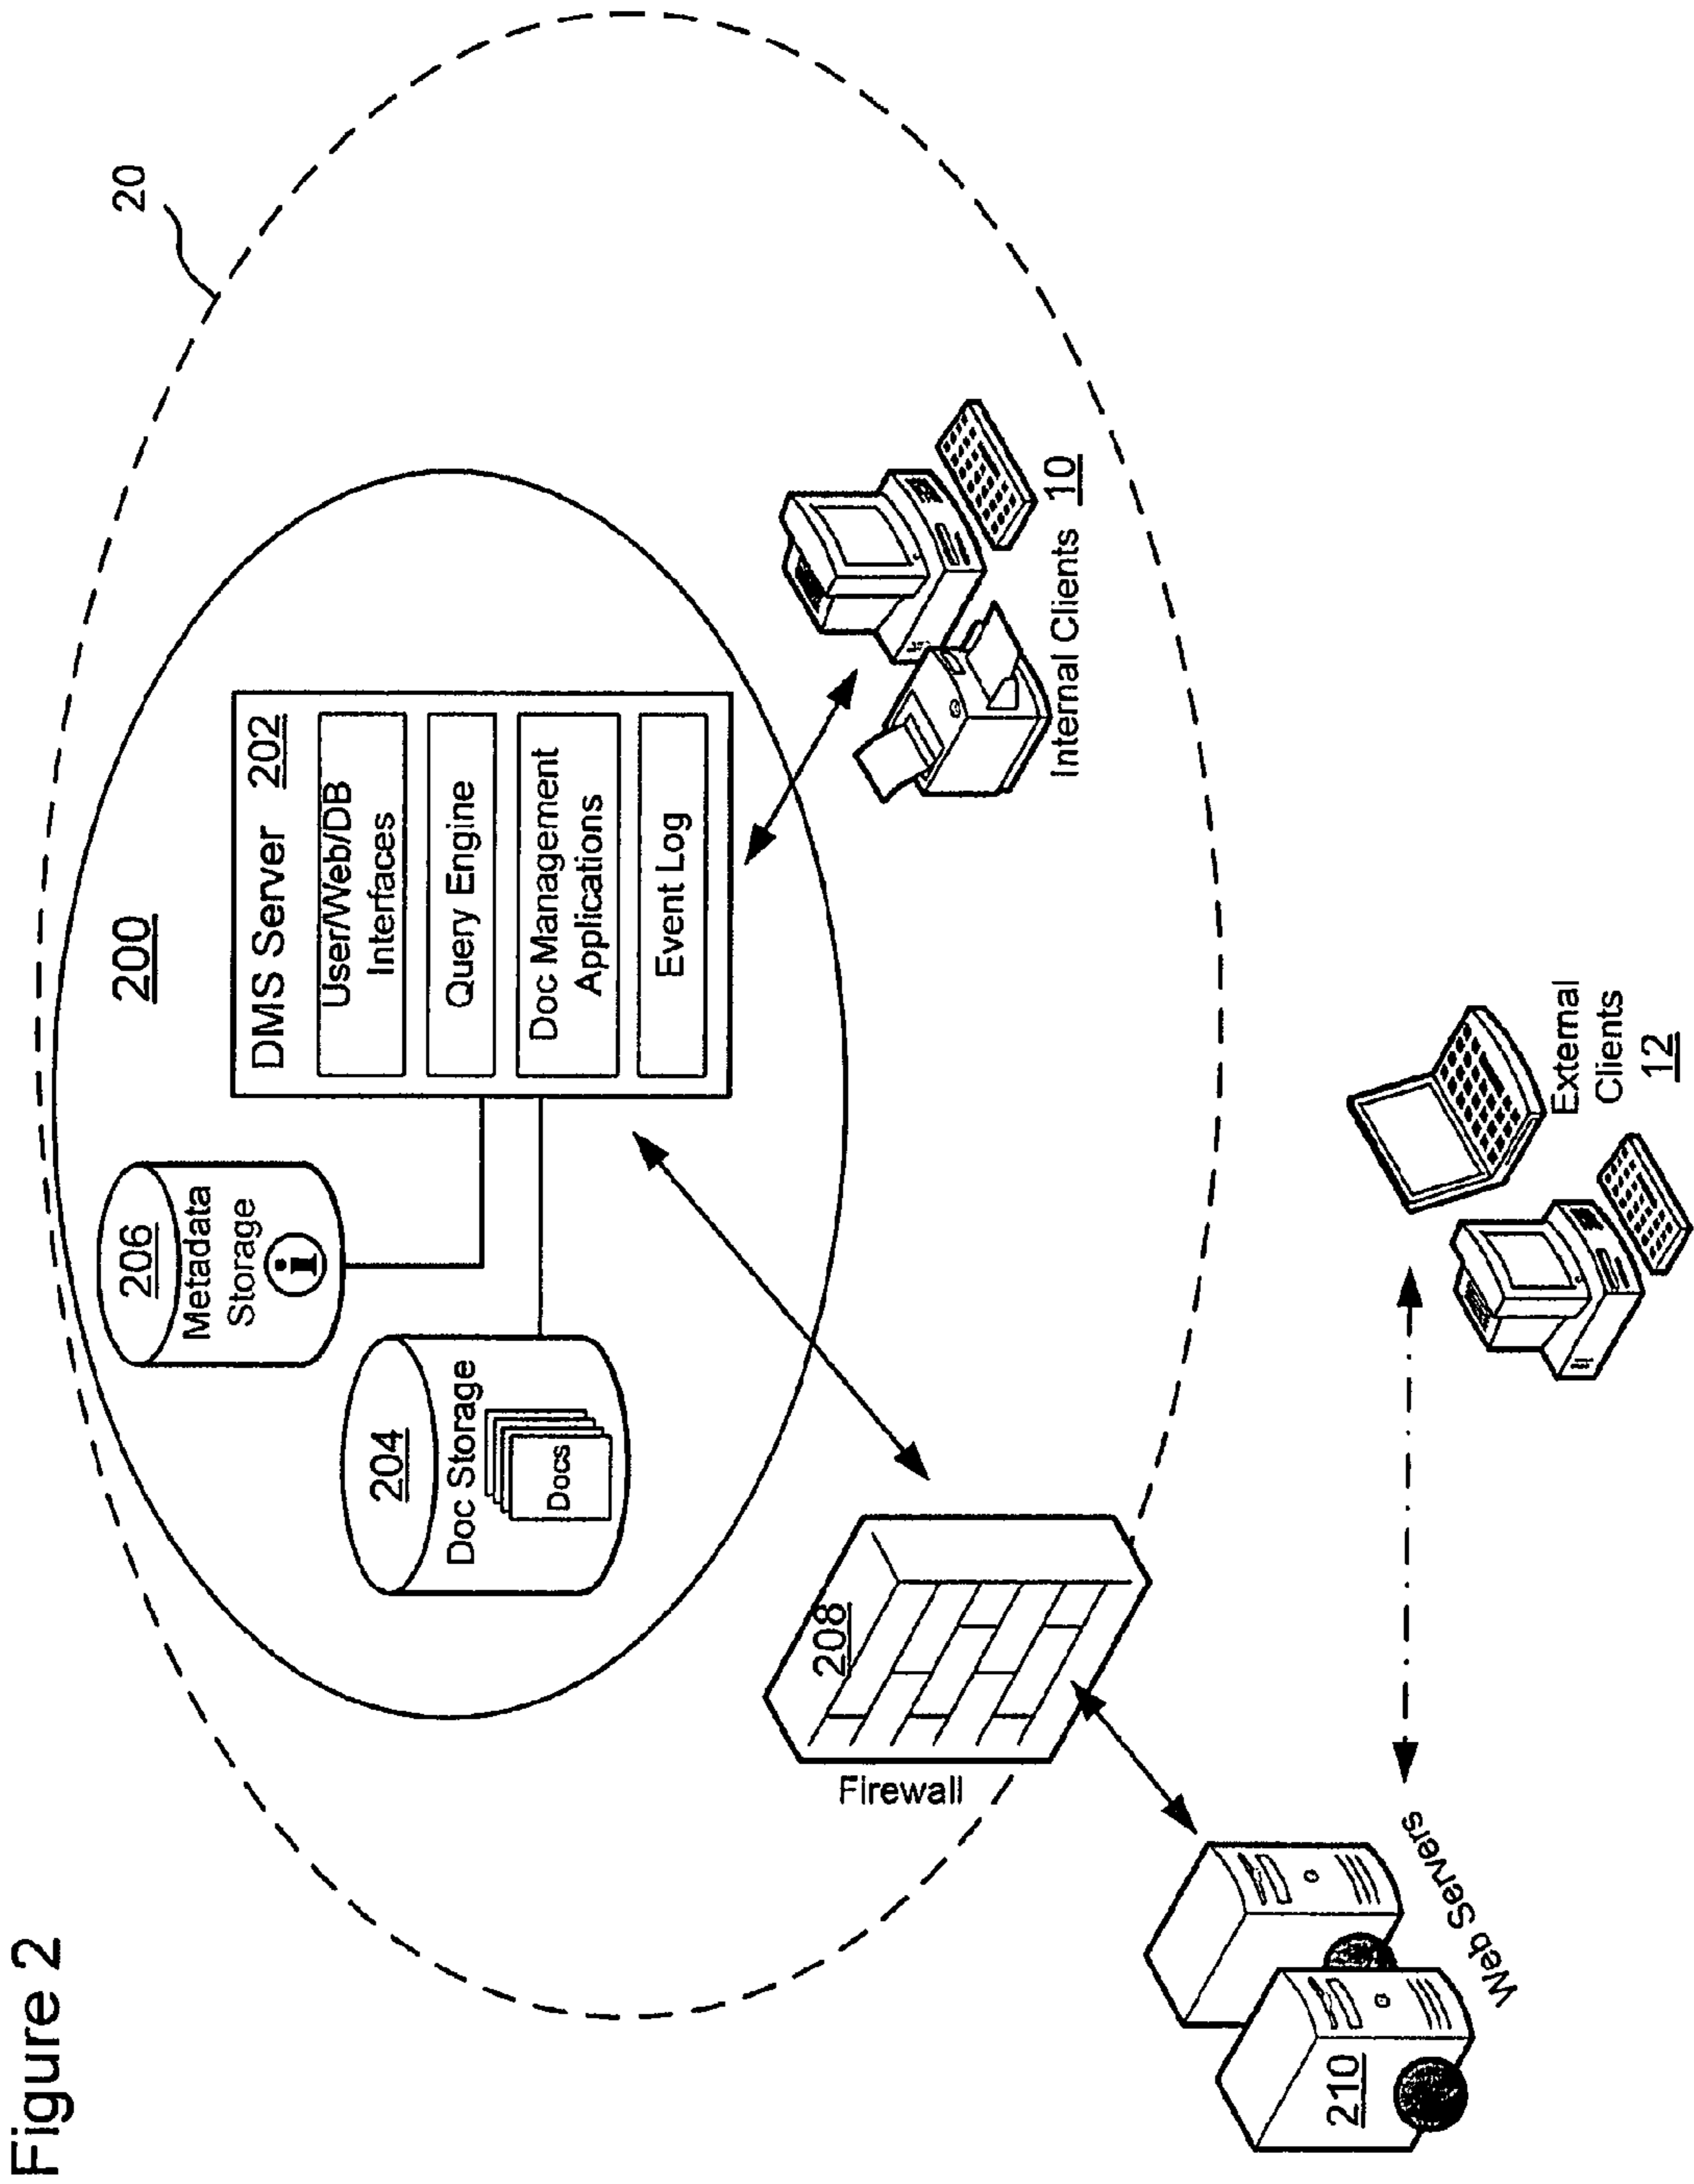 Figure 2
20
200
206
Metadata
Storage
i
204
Doc Storage
Docs
DMS Server 202
User/Web/DB
Interfaces
Query Engine
Doc Management
Applications
Event Log
208
Firewall
Internal Clients 10
210
Web Servers
External
Clients
12